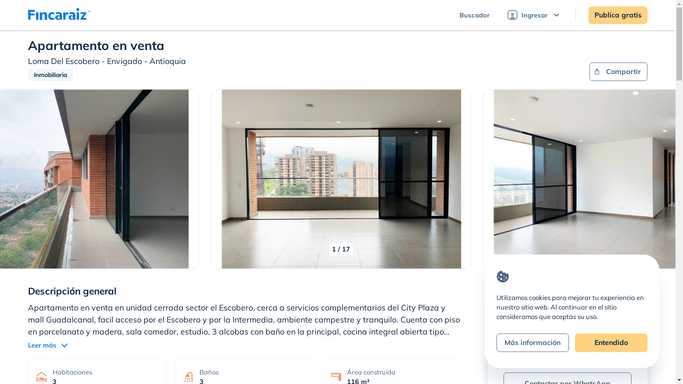 Fincaraiz
Buscador
Ingresar
Publica gratis
Apartamento en venta
Loma Del Escobero - Envigado - Antioquia
Inmobiliaria
Compartir
1 / 17
Descripción general
Apartamento en venta en unidad cerrada sector el Escobero, cerca a servicios complementarios del City Plaza y
mall Guadalcanal, facil acceso por el Escobero y por la Intermedia, ambiente campestre y tranquilo. Cuenta con piso
en porcelanato y madera, sala comedor, estudio, 3 alcobas con baño en la principal, cocina integral abierta tipo...
Leer más
Habitaciones
3
Baños
3
Área construida
116 m²
Utilizamos cookies para mejorar tu experiencia en
nuestro sitio web. Al continuar en el sitio
consideramos que aceptas su uso.
Más información
Entendido
Contactar por WhatsApp